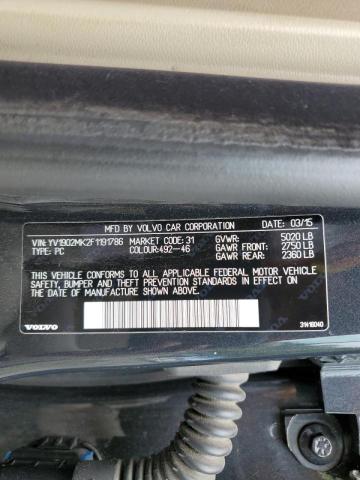 MFD BY VOLVO CAR CORPORATION 03/15
VIN: YV1902MK2F1191786 MARKET CODE: 31 GVWR: 5020 LB
TYPE: PC COLOUR:492-46 GAWR FRONT: 2750 LB
GAWR REAR: 2360 LB
THIS VEHICLE CONFORMS TO ALL APPLICABLE FEDERAL MOTOR VEHICLE
SAFETY, BUMPER AND THEFT PREVENTION STANDARDS IN EFFECT ON
THE DATE OF MANUFACTURE SHOWN ABOVE.
VOLVO 31416040